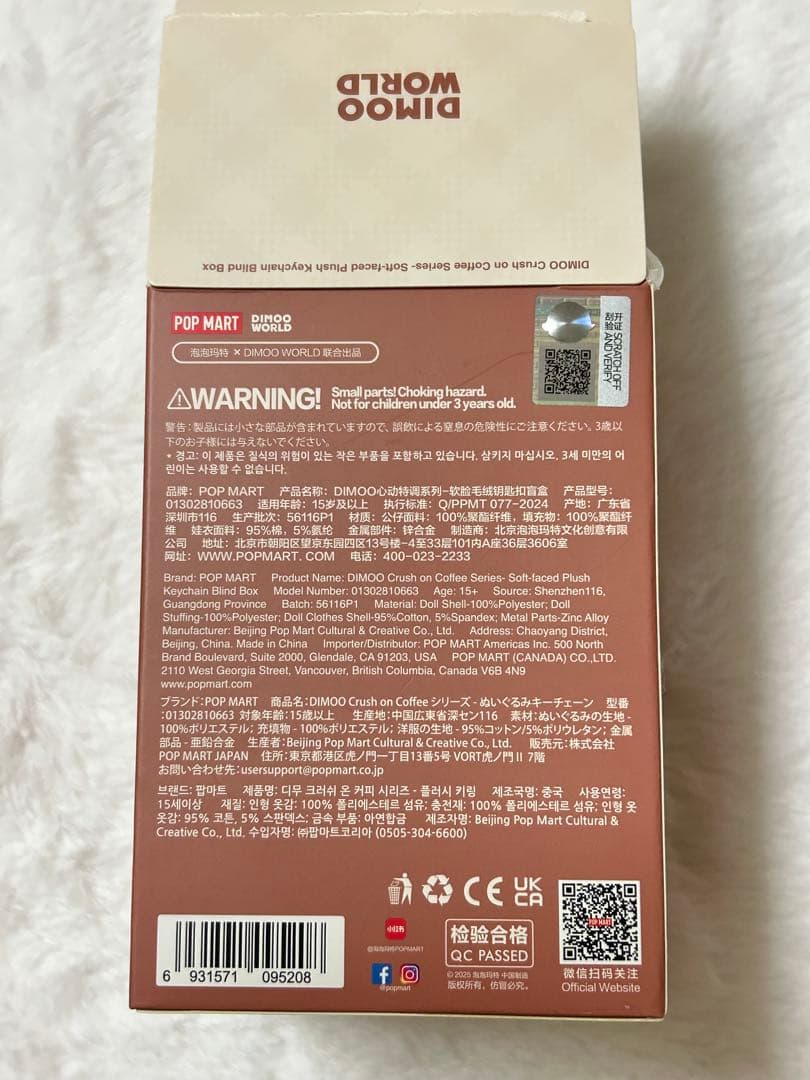 DIMOO
WORLD
DIMOO Crush on Coffee Series- Soft-faced Plush Keychain Blind Box
POP MART DIMOO WORLD
泡泡玛特 × DIMOO WORLD 联合出品
刮开验证 SCRATCH OFF AND VERIFY
⚠WARNING! Small parts! Choking hazard.
Not for children under 3 years old.
警告：製品には小さな部品が含まれていますので、誤飲による窒息の危険性にご注意ください。3歳以
下のお子様には与えないでください。
* 경고: 이 제품은 질식의 위험이 있는 작은 부품을 포함하고 있습니다. 삼키지 마십시오, 3세 미만의 어
린이는 사용할 수 없습니다.
品牌：POP MART 产品名称：DIMOO心动特调系列-软脸毛绒钥匙扣盲盒 产品型号：
01302810663 适用年龄：15岁及以上 执行标准：Q/PPMT 077-2024 产地：广东省
深圳市116 生产批次：56116P1 材质：公仔面料：100%聚酯纤维，填充物：100%聚酯纤
维 娃衣面料：95%棉，5%氨纶 金属部件：锌合金 制造商：北京泡泡玛特文化创意有限
公司 地址：北京市朝阳区望京东园四区13号楼-4至33层101内A座36层3606室
网址：WWW.POPMART. COM 电话：400-023-2233
Brand: POP MART Product Name: DIMOO Crush on Coffee Series- Soft-faced Plush
Keychain Blind Box Model Number: 01302810663 Age: 15+ Source: Shenzhen116,
Guangdong Province Batch: 56116P1 Material: Doll Shell-100%Polyester; Doll
Stuffing-100%Polyester; Doll Clothes Shell-95%Cotton, 5%Spandex; Metal Parts-Zinc Alloy
Manufacturer: Beijing Pop Mart Cultural & Creative Co., Ltd. Address: Chaoyang District,
Beijing, China. Made in China Importer/Distributor: POP MART Americas Inc. 500 North
Brand Boulevard, Suite 2000, Glendale, CA 91203, USA POP MART (CANADA) CO.,LTD.
2110 West Georgia Street, Vancouver, British Columbia, Canada V6B 4N9
www.popmart.com
ブランド:POP MART 商品名:DIMOO Crush on Coffee シリーズ - ぬいぐるみキーチェーン 型番
:01302810663 対象年齢:15歳以上 生産地:中国広東省深セン116 素材:ぬいぐるみの生地 -
100%ポリエステル; 充填物 - 100%ポリエステル; 洋服の生地 - 95%コットン/5%ポリウレタン; 金属
部品 - 亜鉛合金 生産者:Beijing Pop Mart Cultural & Creative Co., Ltd. 販売元:株式会社
POP MART JAPAN 住所:東京都港区虎ノ門一丁目13番5号 VORT虎ノ門Ⅱ 7階
お問い合わせ先:usersupport@popmart.co.jp
브랜드: 팝마트 제품명: 디무 크러쉬 온 커피 시리즈 - 플러시 키링 제조국명: 중국 사용연령:
15세이상 재질: 인형 옷감: 100% 폴리에스테르 섬유; 충전재: 100% 폴리에스테르 섬유; 인형 옷
옷감: 95% 코튼, 5% 스판덱스; 금속 부품: 아연합금 제조자명: Beijing Pop Mart Cultural &
Creative Co., Ltd. 수입자명: ㈜팝마트코리아 (0505-304-6600)
CE UK CA
POP MART
小红书
@泡泡玛特POPMART
@popmart
检验合格
QC PASSED
© 2025 泡泡玛特 中国制造
版权所有，仿冒必究。
微信扫码关注
Official Website
6 931571 095208